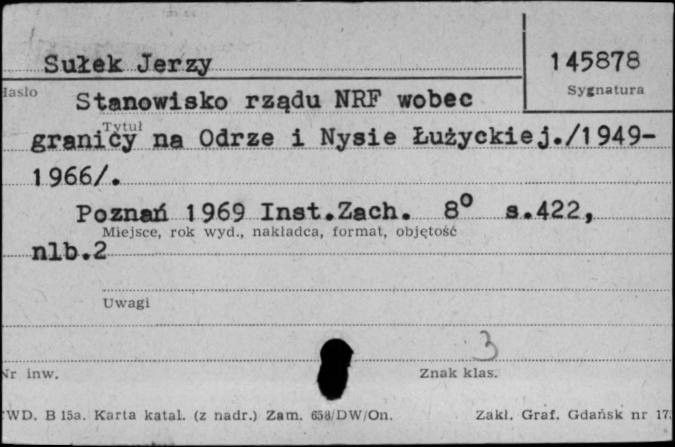 Sułek Jerzy
145878
Hasło
Sygnatura
Stanowisko rządu NRF wobec
Tytuł
granicy na Odrze i Nysie Łużyckiej./1949-
1966/.
Poznań 1969 Inst.Zach. 8° s.422,
Miejsce, rok wyd., nakładca, format, objętość
nlb.2
Uwagi
3
Nr inw.
Znak klas.
WD. B 15a. Karta katal. (z nadr.) Zam. 658/DW/On.
Zakł. Graf. Gdańsk nr 17